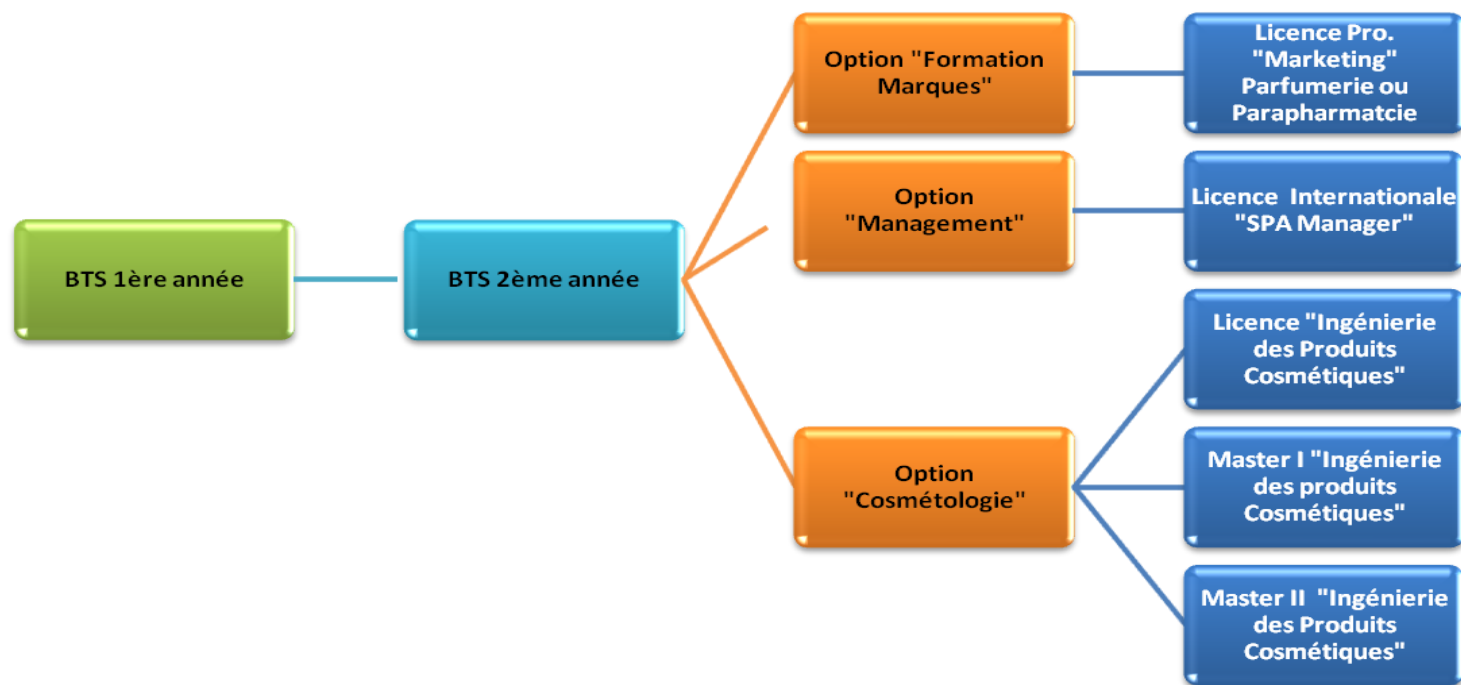 BTS 1ère année
BTS 2ème année
Option "Formation
Marques"
Licence Pro.
"Marketing"
Parfumerie ou
Parapharmatcie
Option
"Management"
Licence  Internationale
"SPA Manager"
Option
"Cosmétologie"
Licence "Ingénierie
des Produits
Cosmétiques"
Master I "Ingénierie
des produits
Cosmétiques"
Master II  "Ingénierie
des Produits
Cosmétiques"